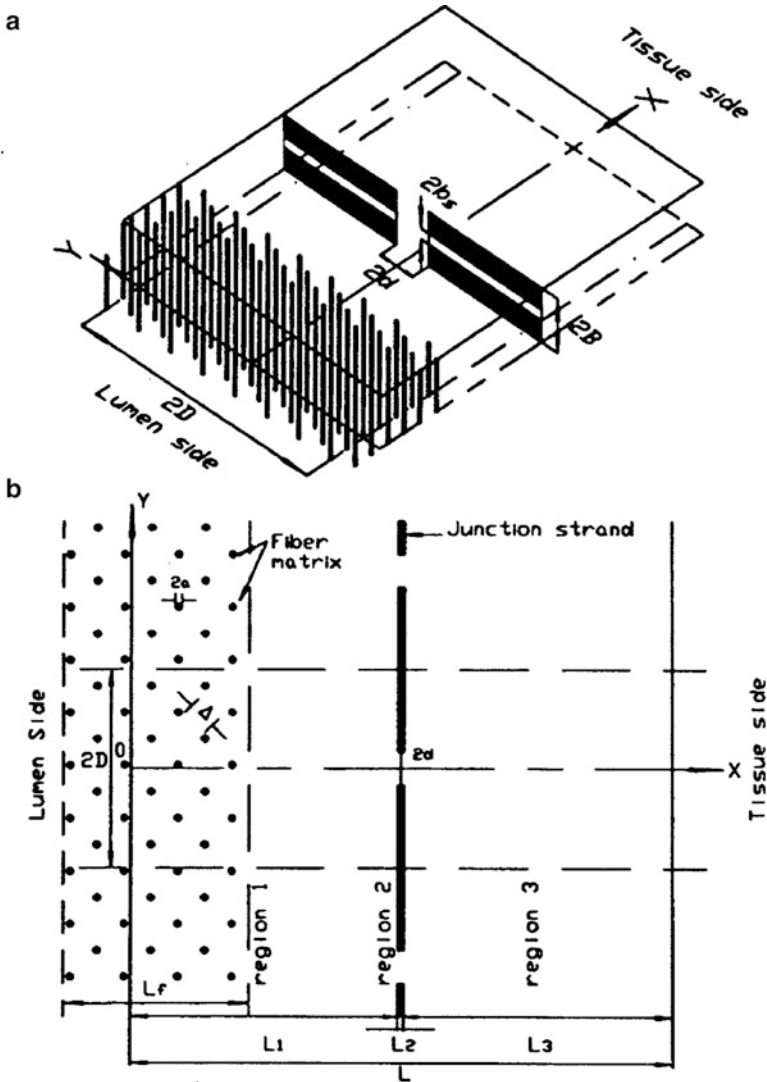 a
Tissue side
X
2bs
2d
Y
2B
2D
Lumen side
b
Y
Junction strand
Fiber
matrix
2a
Δ
Lumen Side
2D
0
2d
X
Tissue side
region 1
region 2
region 3
Lf
L1
L2
L3
L